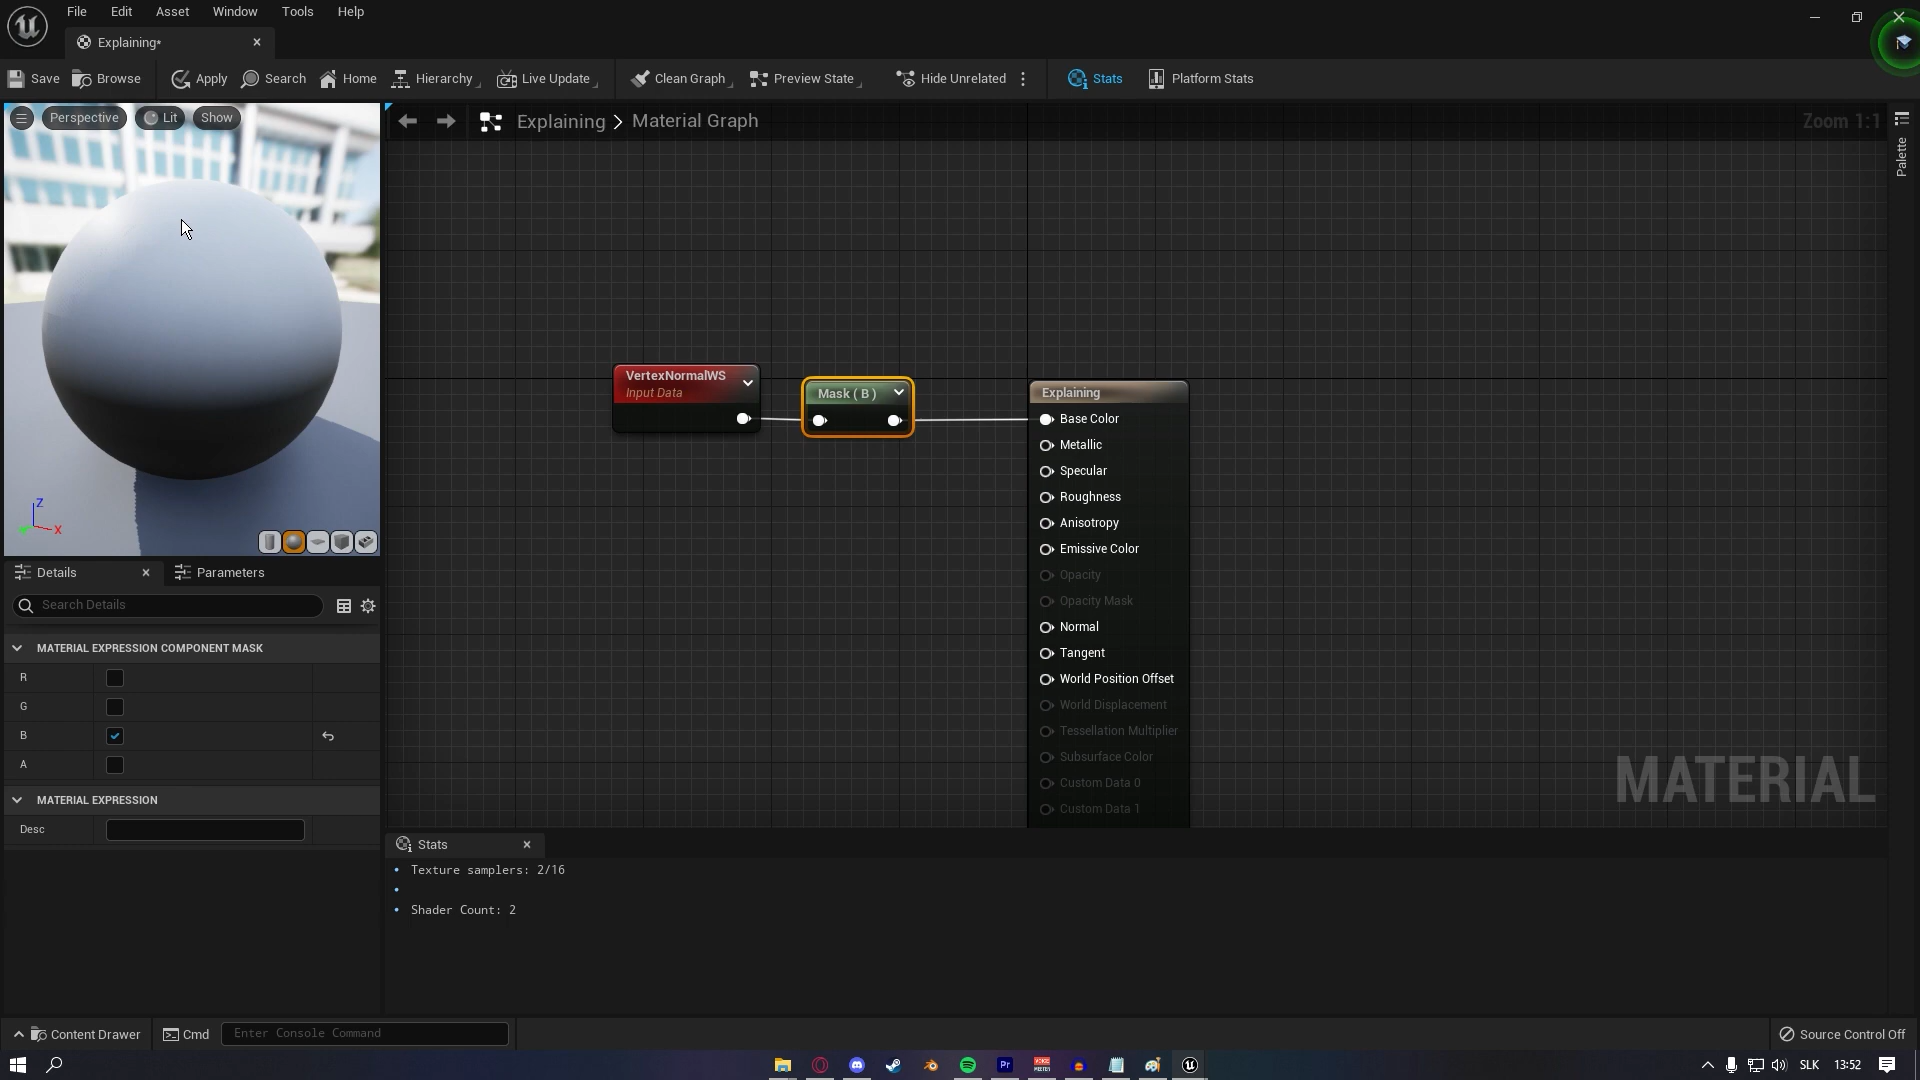 File Edit Asset Window Tools Help
Explaining*
Save Browse Apply Search Home Hierarchy Live Update Clean Graph Preview State Hide Unrelated Stats Platform Stats
Perspective Lit Show
Explaining > Material Graph
Zoom 1:1
Palette
VertexNormalWS
Input Data
Mask ( B )
Explaining
Base Color
Metallic
Specular
Roughness
Anisotropy
Emissive Color
Opacity
Opacity Mask
Normal
Tangent
World Position Offset
World Displacement
Tessellation Multiplier
Subsurface Color
Custom Data 0
Custom Data 1
MATERIAL
Z
X
Details Parameters
Search Details
MATERIAL EXPRESSION COMPONENT MASK
R
G
B
A
MATERIAL EXPRESSION
Desc
Stats
Texture samplers: 2/16
Shader Count: 2
Content Drawer Cmd Enter Console Command Source Control Off
Pr
SLK 13:52